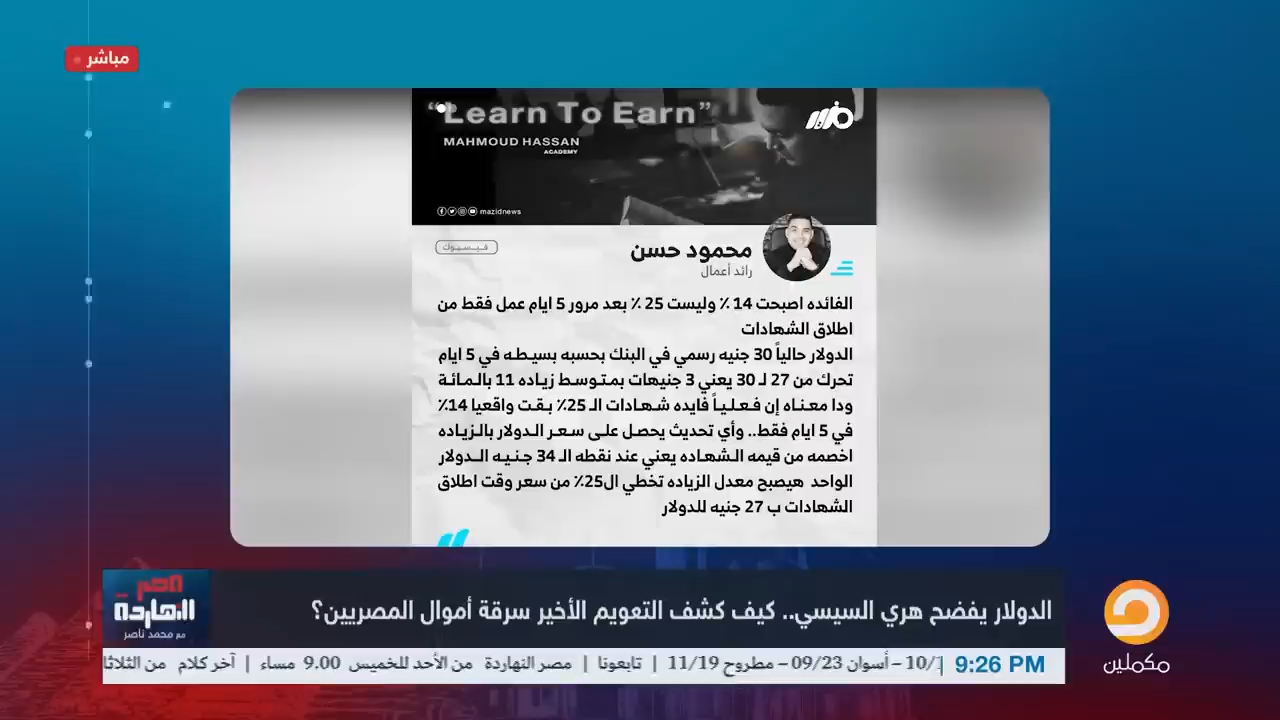 مباشر
"Learn To Earn"
MAHMOUD HASSAN
ACADEMY
مزيد
mazidnews
فيسبوك
محمود حسن
رائد أعمال
الفائده اصبحت 14 ٪ وليست 25 ٪ بعد مرور 5 ايام عمل فقط من
اطلاق الشهادات
الدولار حالياً 30 جنيه رسمي في البنك بحسبه بسيطه في 5 ايام
تحرك من 27 لـ 30 يعني 3 جنيهات بمتوسط زياده 11 بالمائة
ودا معناه إن فعلياً فايده شهادات الـ 25٪ بقت واقعيا 14٪
في 5 ايام فقط.. وأي تحديث يحصل على سعر الدولار بالزياده
اخصمه من قيمه الشهاده يعني عند نقطه الـ 34 جنيه الدولار
الواحد هيصبح معدل الزياده تخطي ال25٪ من سعر وقت اطلاق
الشهادات ب 27 جنيه للدولار
مصر
النهاردة
مع محمد ناصر
الدولار يفضح هري السيسي.. كيف كشف التعويم الأخير سرقة أموال المصريين؟
مكملين
9:26 PM
10/1 – أسوان 09/23 – مطروح 11/19 | تابعونا | مصر النهاردة من الأحد للخميس 9.00 مساء | آخر كلام من الثلاثا